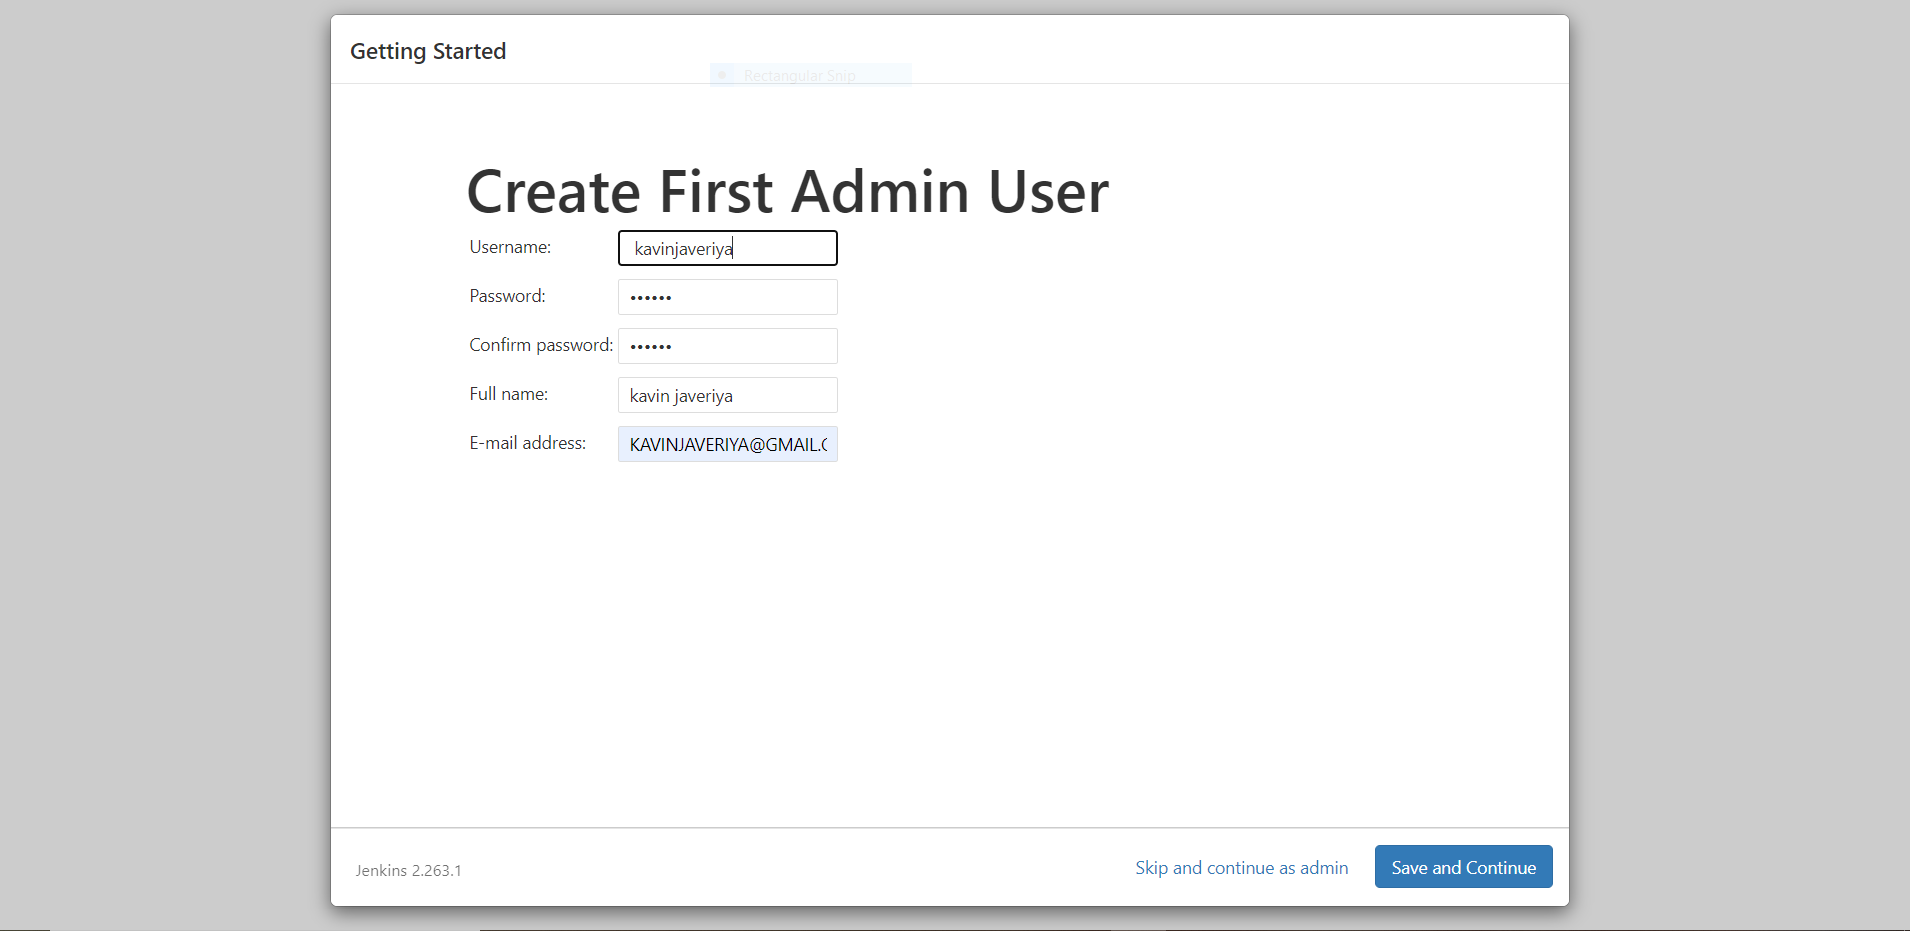 Getting Started
Rectangular Snip
Create First Admin User
Username: kavinjaveriya
Password: ••••••
Confirm password: ••••••
Full name: kavin javeriya
E-mail address: KAVINJAVERIYA@GMAIL.
Jenkins 2.263.1
Skip and continue as admin
Save and Continue